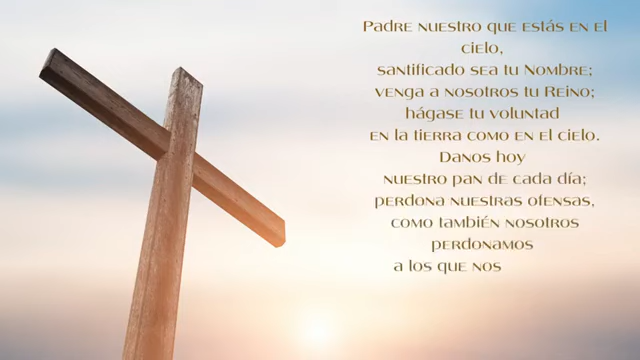 Padre nuestro que estás en el
cielo,
santificado sea tu Nombre;
venga a nosotros tu Reino;
hágase tu voluntad
en la tierra como en el cielo.
Danos hoy
nuestro pan de cada día;
perdona nuestras ofensas,
como también nosotros
perdonamos
a los que nos